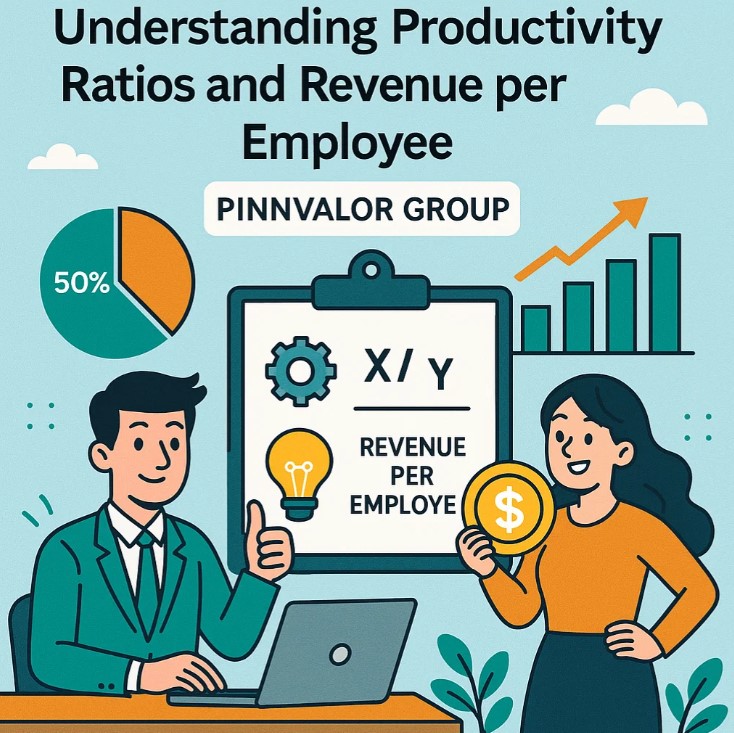 Understanding Productivity
Ratios and Revenue per
Employee
PINNVALOR GROUP
50%
X/Y
REVENUE
PER
EMPLOYE
$